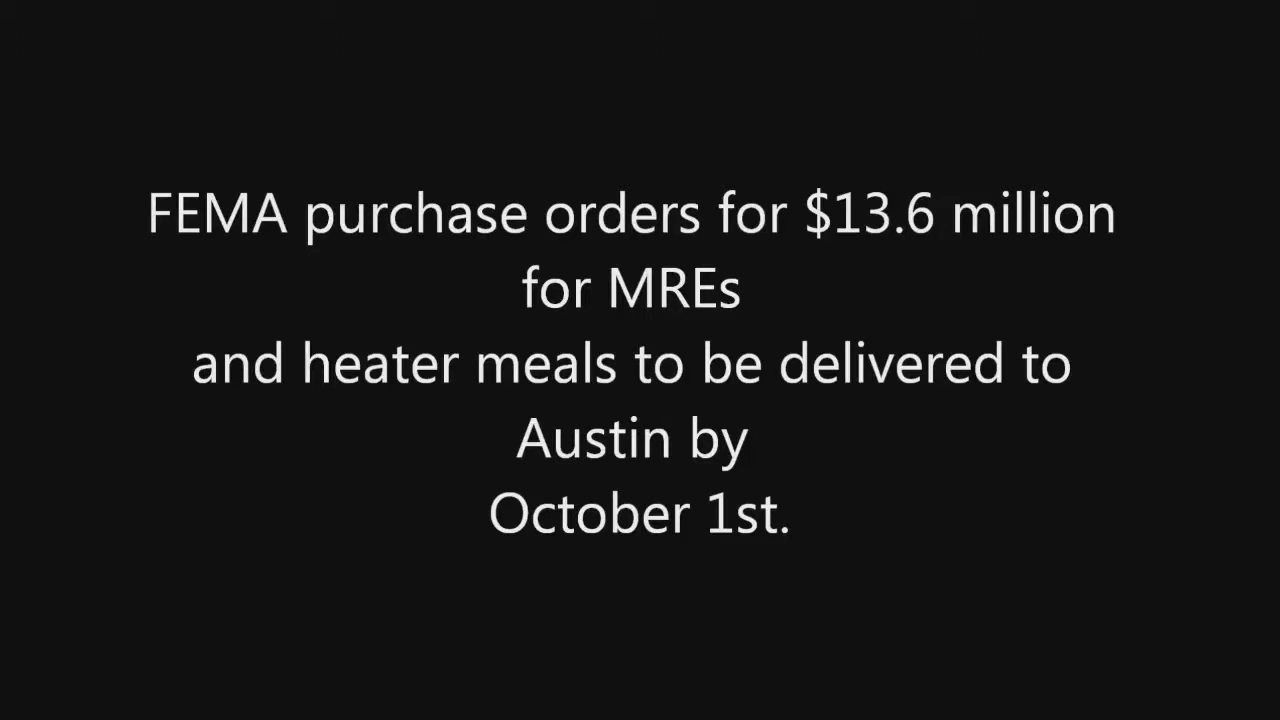 FEMA purchase orders for $13.6 million
for MREs
and heater meals to be delivered to
Austin by
October 1st.